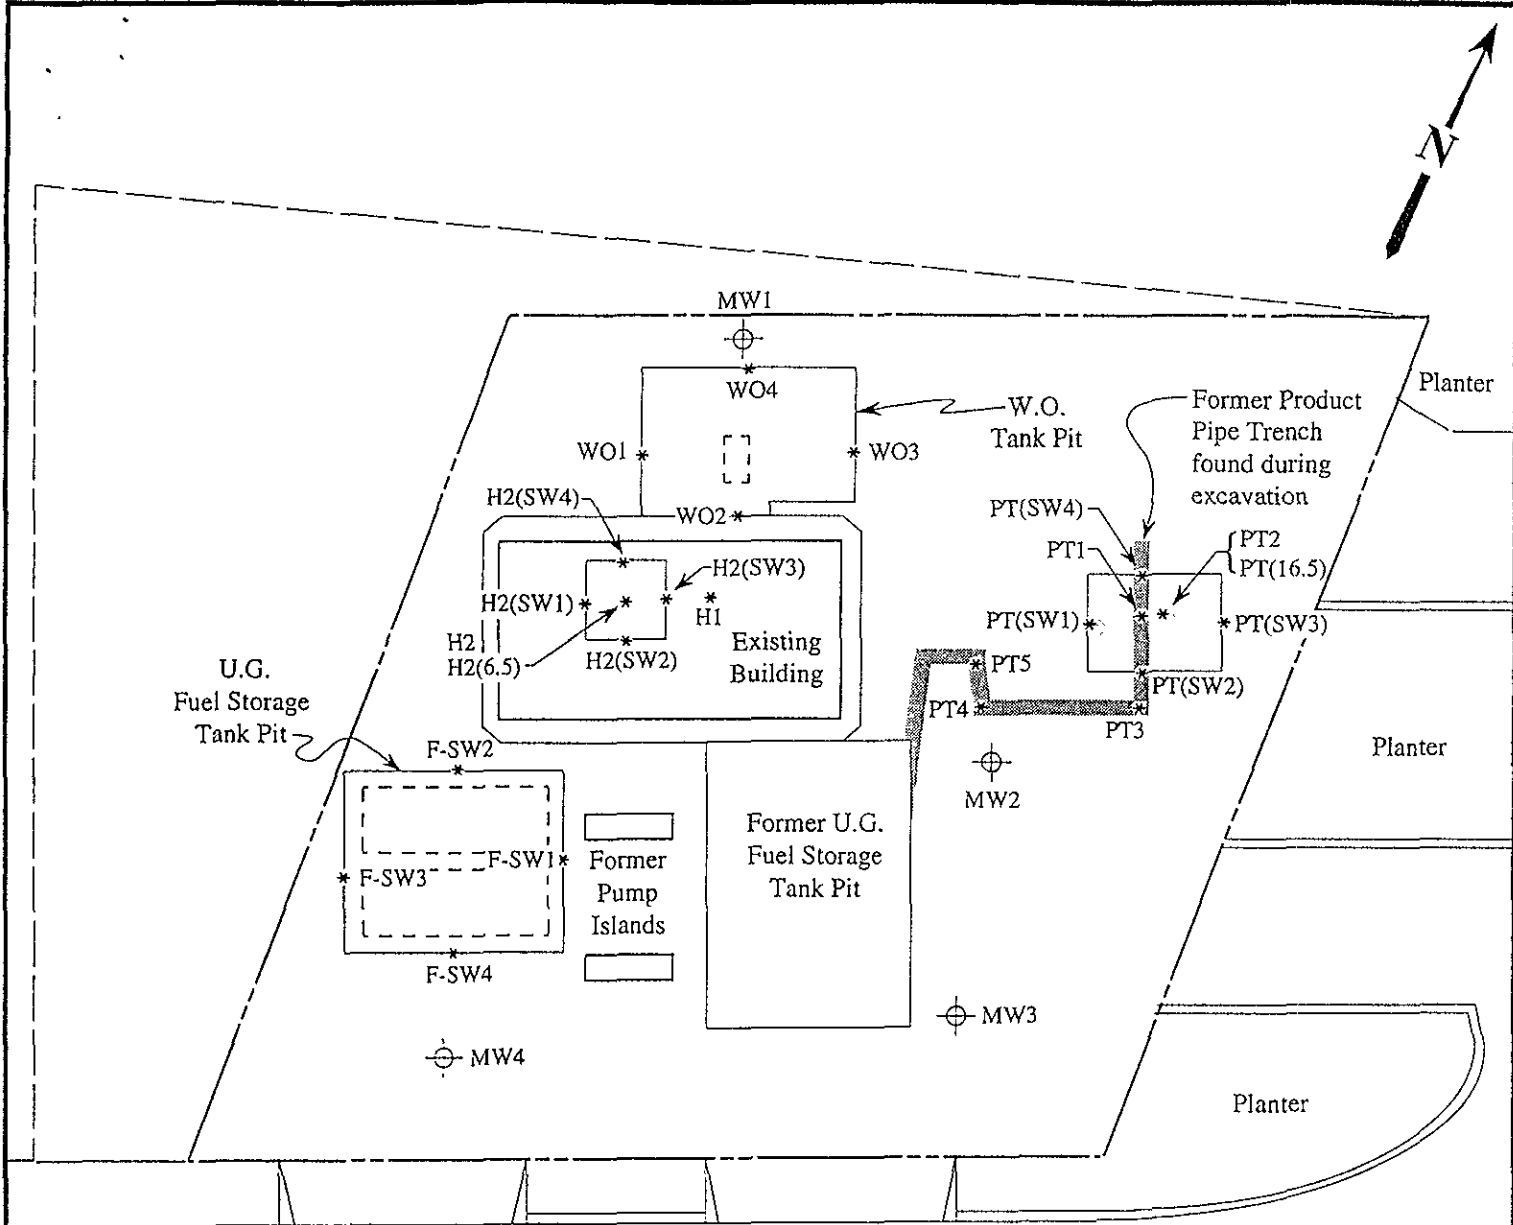 N
MW1
WO4
W.O.
Tank Pit
Planter
Former Product
Pipe Trench
found during
excavation
WO1
WO3
H2(SW4)
WO2
PT(SW4)
PT1
PT2
PT(16.5)
H2(SW3)
H2(SW1)
H1
PT(SW1)
PT(SW3)
H2
H2(6.5)
H2(SW2)
Existing
Building
PT5
PT(SW2)
PT4
PT3
U.G.
Fuel Storage
Tank Pit
F-SW2
MW2
Planter
F-SW1
F-SW3
Former
Pump
Islands
Former U.G.
Fuel Storage
Tank Pit
F-SW4
MW3
MW4
Planter